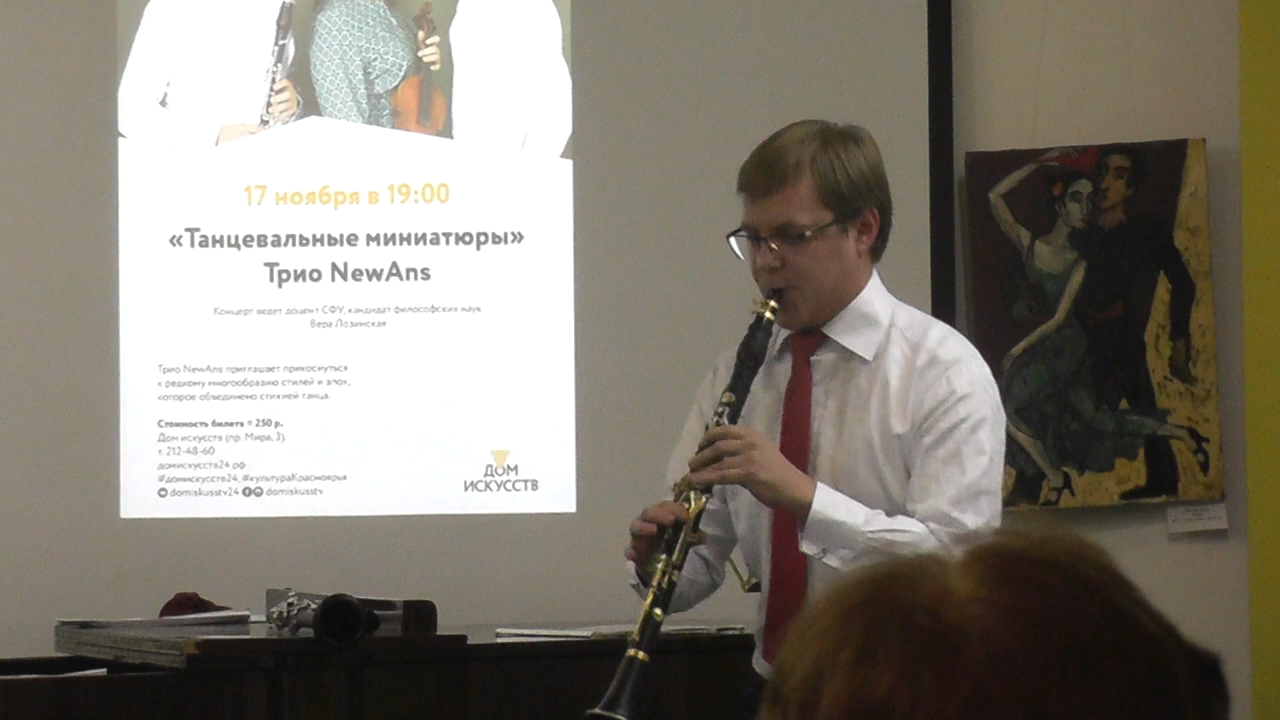 17 ноября в 19:00
«Танцевальные миниатюры»
Трио NewAns
Концерт ведет доцент СФУ, кандидат философских наук
Вера Лозинская
Трио NewAns приглашает прикоснуться
к редкому многообразию стилей и эпох,
которое объединено стихией танца.
Стоимость билета = 250 р.
Дом искусств (пр. Мира, 3).
т. 212-48-60
домискусств24.рф
#домискусств24, #культураКрасноярья
domiskusstv24 domiskusstv
ДОМ
ИСКУССТВ